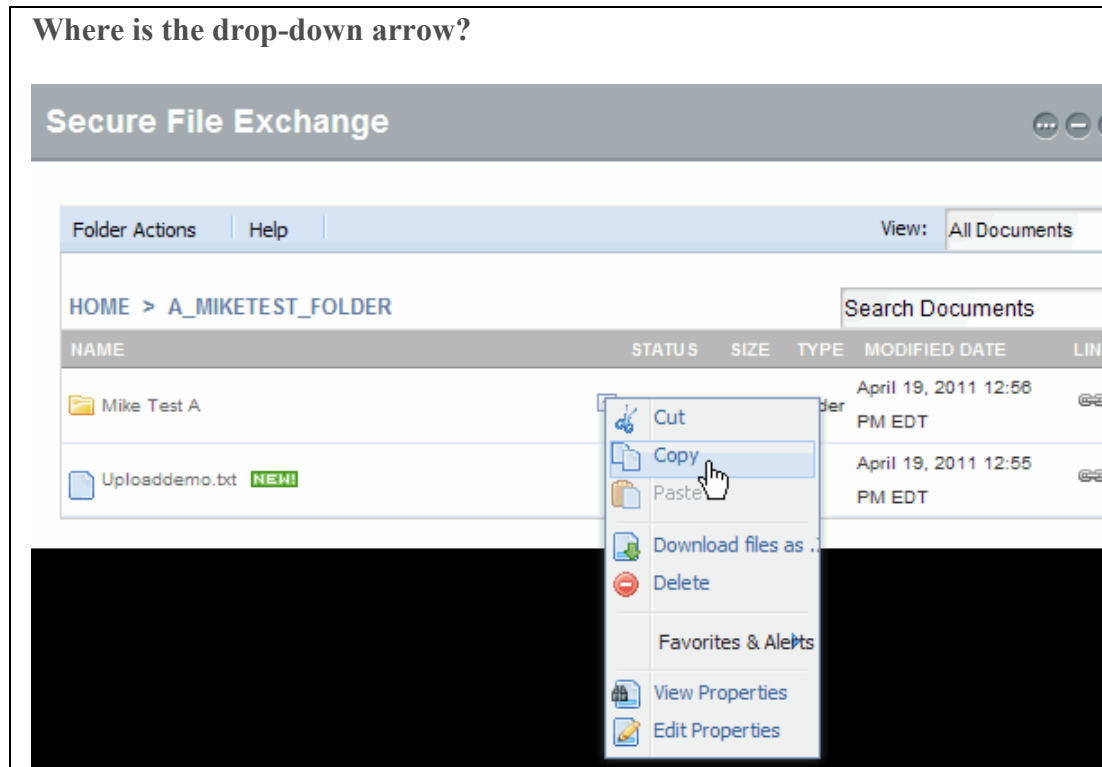 Where is the drop-down arrow?
Secure File Exchange
Folder Actions Help View: All Documents
HOME > A_MIKETEST_FOLDER Search Documents
NAME STATUS SIZE TYPE MODIFIED DATE LIN
Mike Test A der April 19, 2011 12:56
PM EDT
Uploaddemo.txt NEW! April 19, 2011 12:55
PM EDT
Cut
Copy
Paste
Download files as .
Delete
Favorites & Alerts
View Properties
Edit Properties